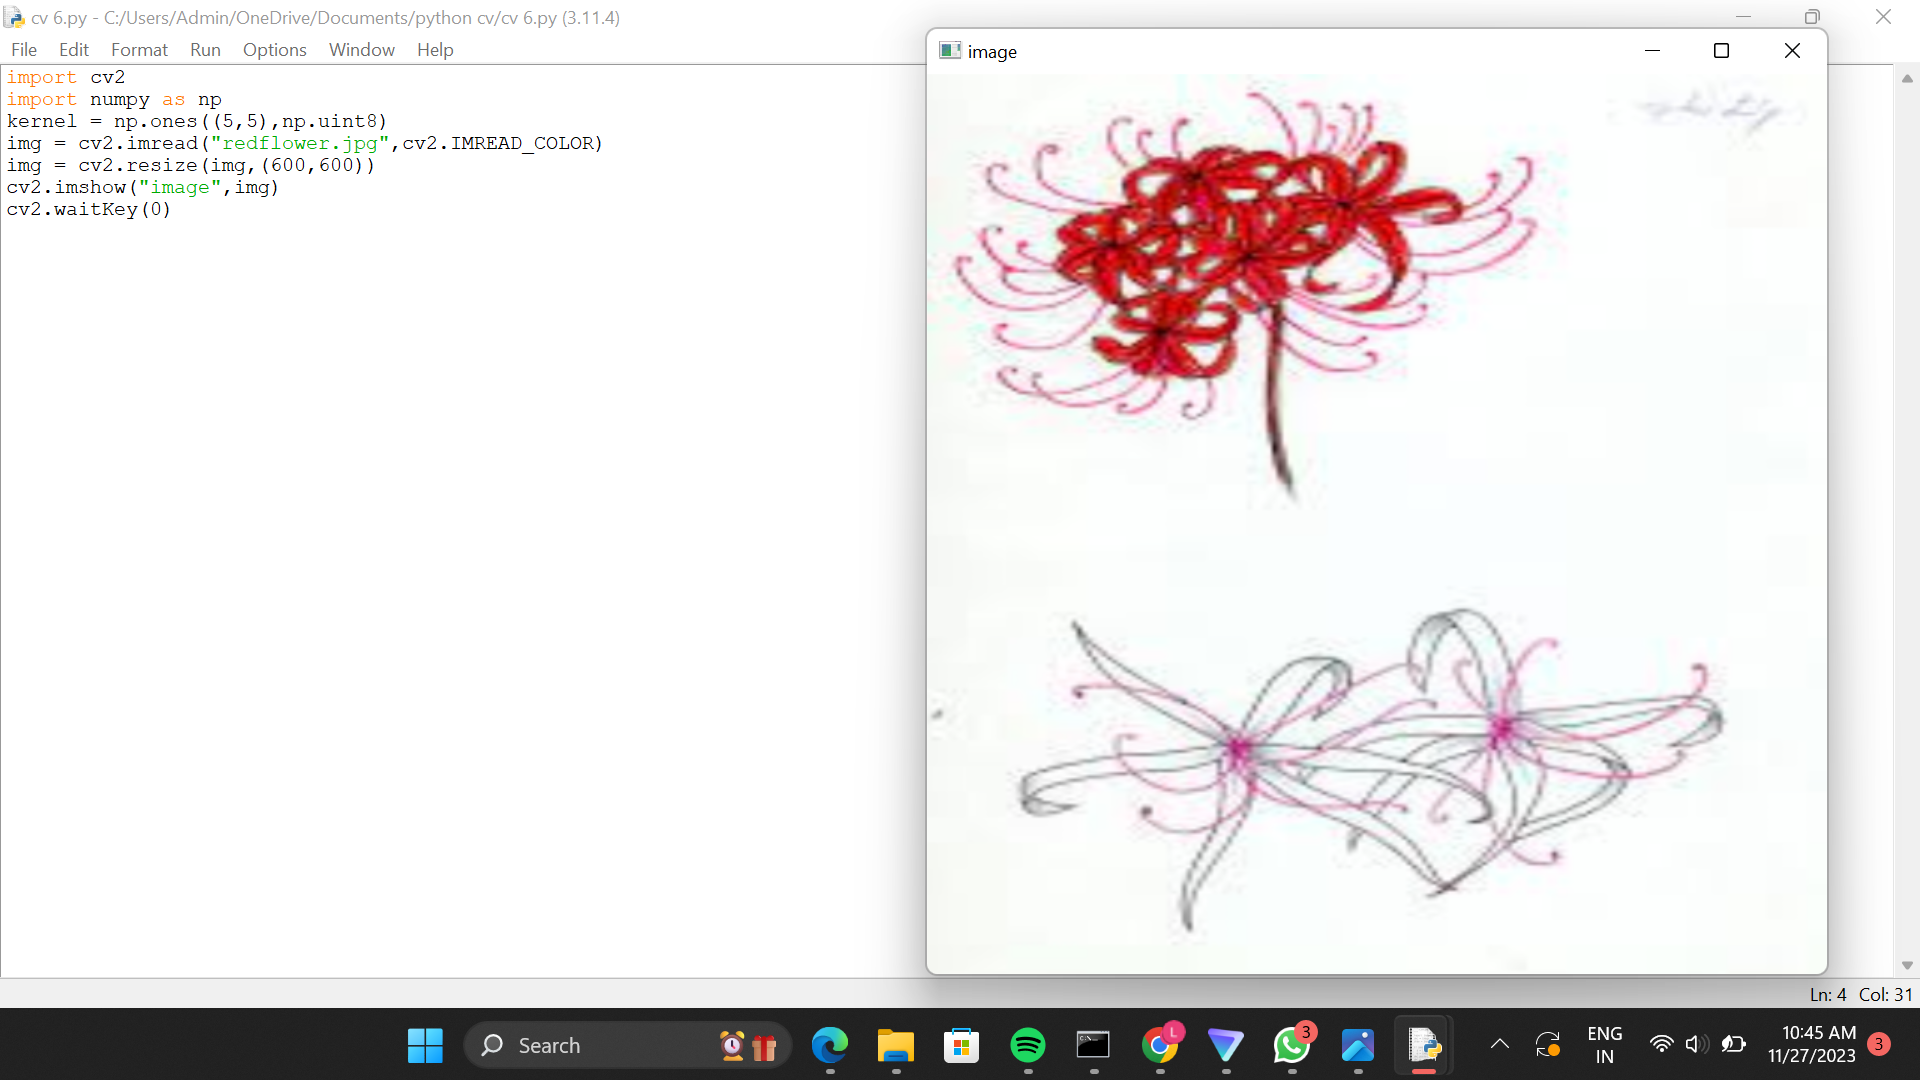 cv 6.py - C:/Users/Admin/OneDrive/Documents/python cv/cv 6.py (3.11.4)
File Edit Format Run Options Window Help
import cv2
import numpy as np
kernel = np.ones((5,5),np.uint8)
img = cv2.imread("redflower.jpg",cv2.IMREAD_COLOR)
img = cv2.resize(img,(600,600))
cv2.imshow("image",img)
cv2.waitKey(0)
image
Ln: 4 Col: 31
Search
L
3
ENG
IN
10:45 AM
11/27/2023
3